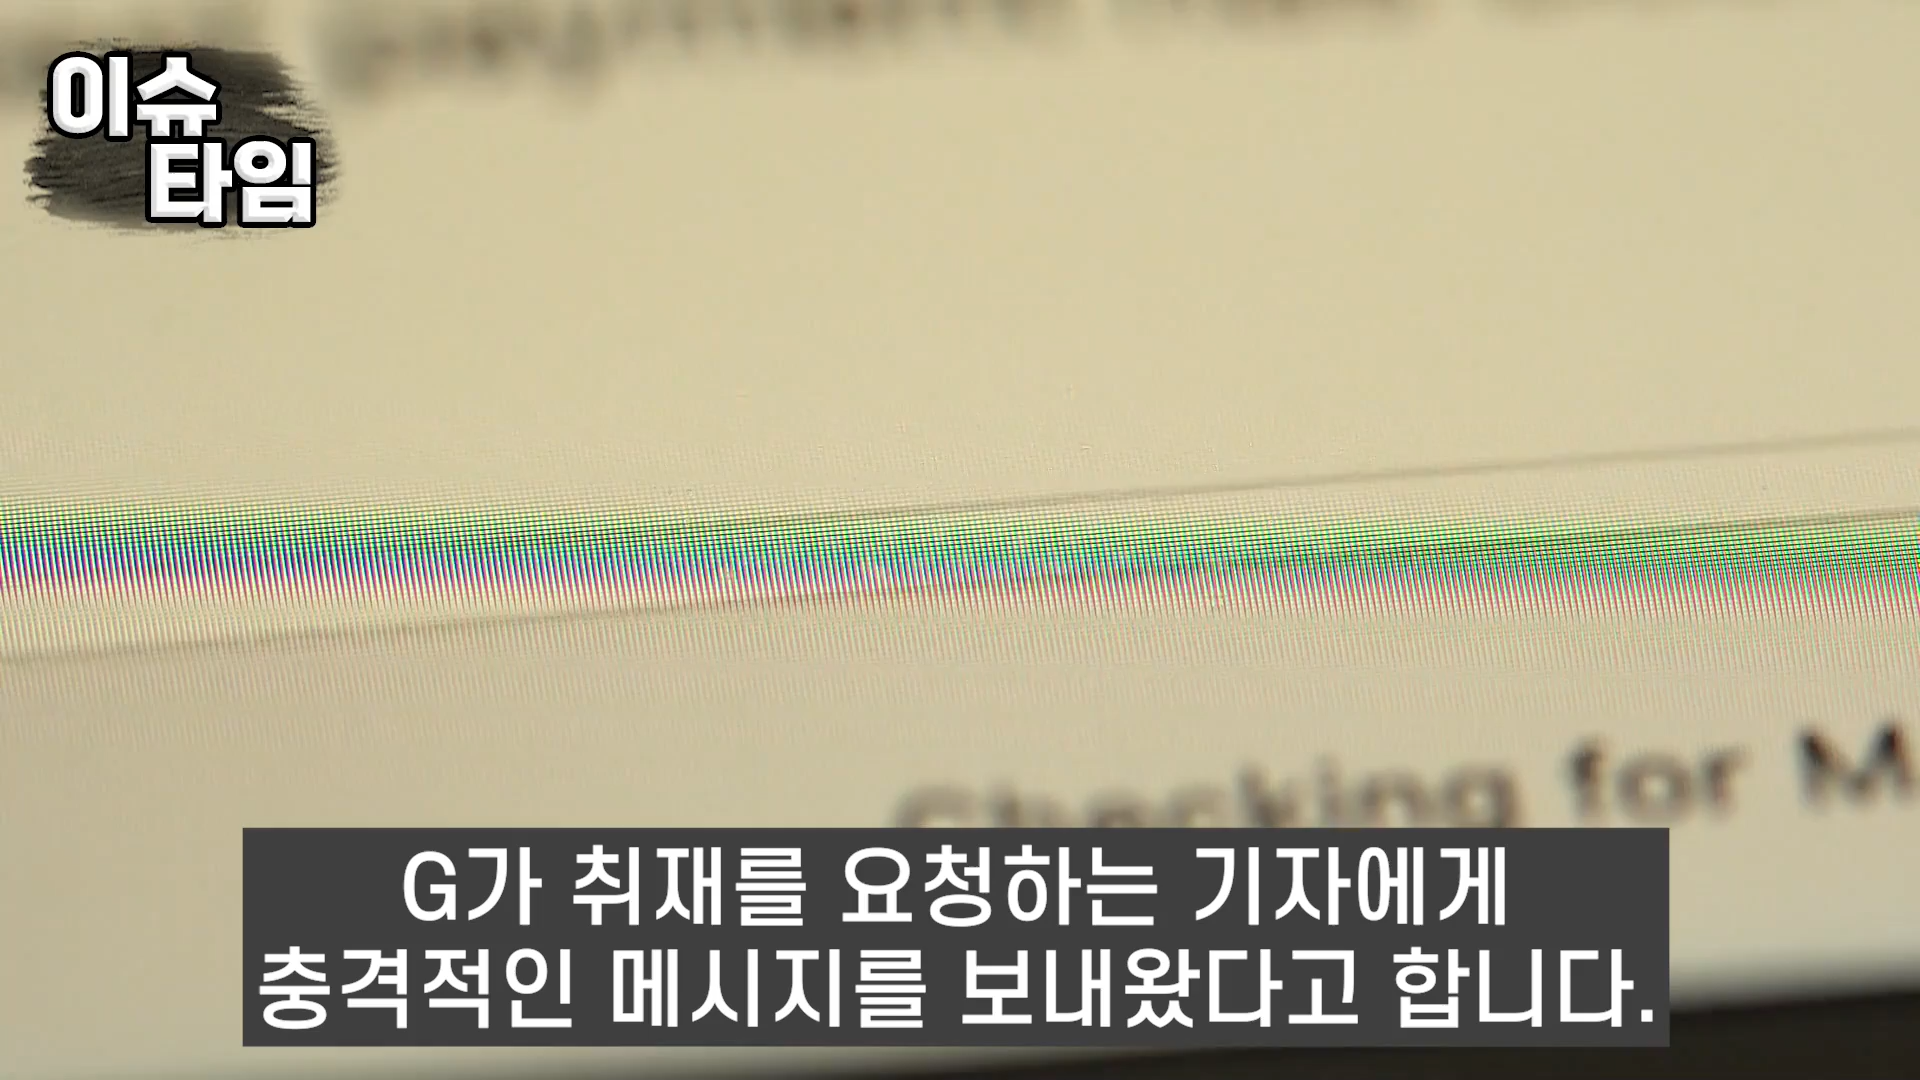 이슈
타임
Checking for M
G가 취재를 요청하는 기자에게
충격적인 메시지를 보내왔다고 합니다.